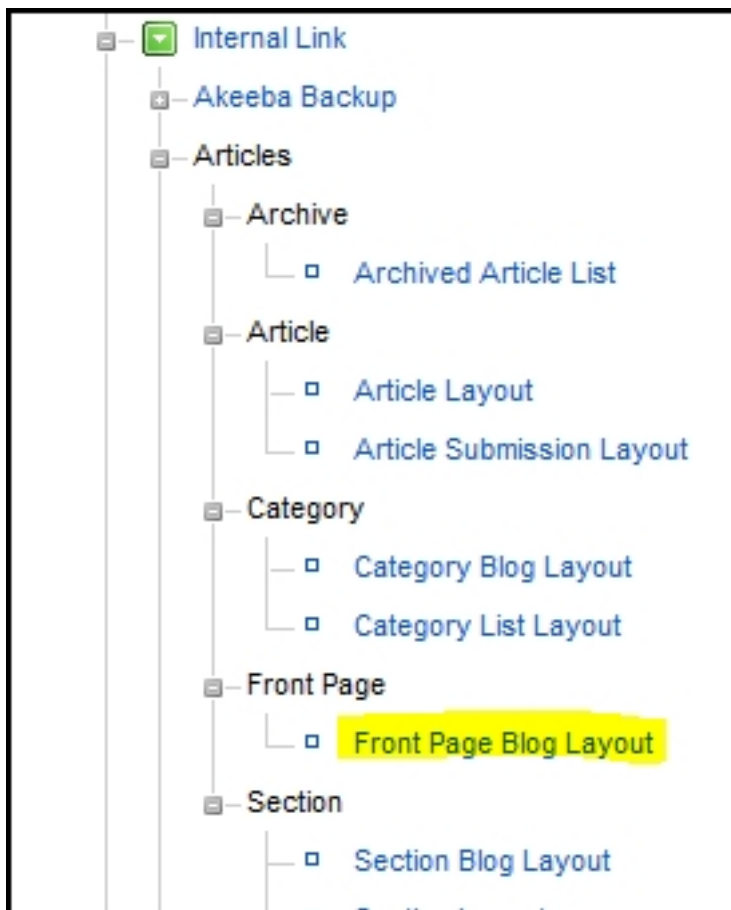 Internal Link
Akeeba Backup
Articles
Archive
Archived Article List
Article
Article Layout
Article Submission Layout
Category
Category Blog Layout
Category List Layout
Front Page
Front Page Blog Layout
Section
Section Blog Layout